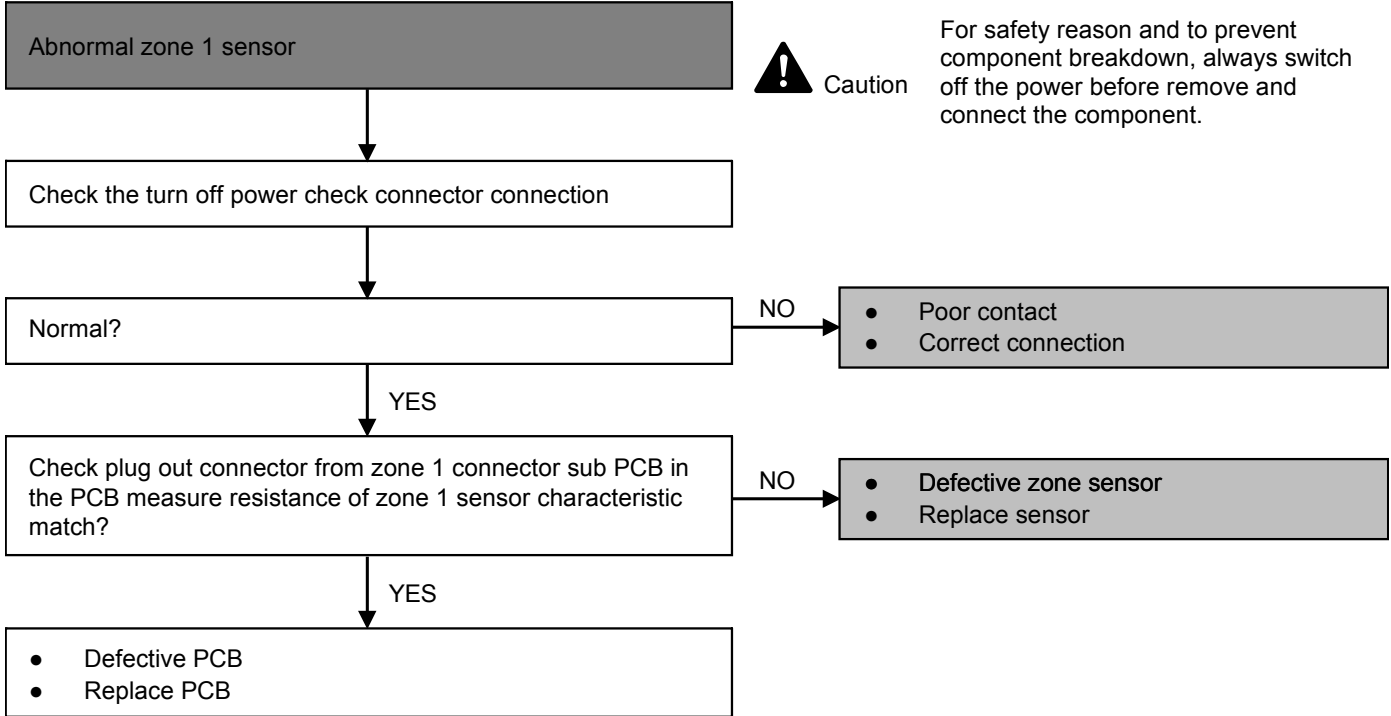 Abnormal zone 1 sensor
Caution
For safety reason and to prevent
component breakdown, always switch
off the power before remove and
connect the component.
Check the turn off power check connector connection
Normal?
NO
● Poor contact
● Correct connection
YES
Check plug out connector from zone 1 connector sub PCB in
the PCB measure resistance of zone 1 sensor characteristic
match?
NO
● Defective zone sensor
● Replace sensor
YES
● Defective PCB
● Replace PCB